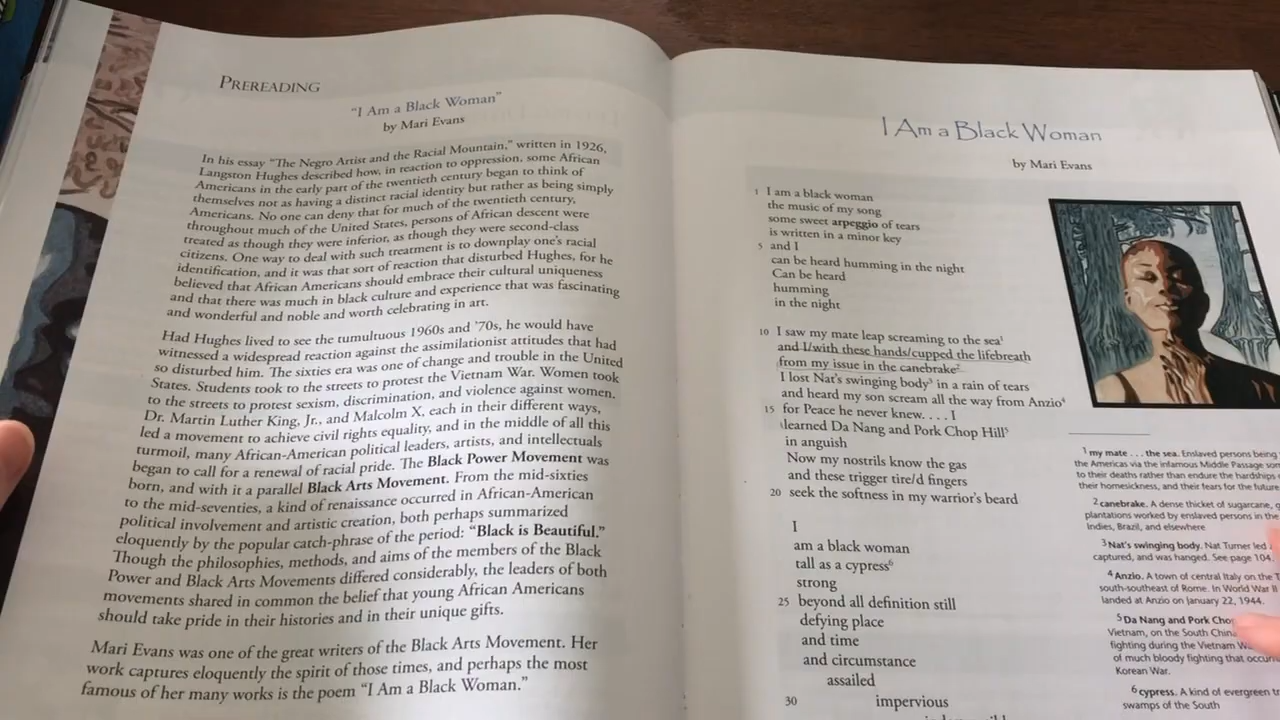 PREREADING
"I Am a Black Woman"
by Mari Evans
In his essay "The Negro Artist and the Racial Mountain," written in 1926,
Langston Hughes described how, in reaction to oppression, some African
Americans in the early part of the twentieth century began to think of
themselves not as having a distinct racial identity but rather as being simply
Americans. No one can deny that for much of the twentieth century,
throughout much of the United States, persons of African descent were
treated as though they were inferior, as though they were second-class
citizens. One way to deal with such treatment is to downplay one's racial
identification, and it was that sort of reaction that disturbed Hughes, for he
believed that African Americans should embrace their cultural uniqueness
and that there was much in black culture and experience that was fascinating
and wonderful and noble and worth celebrating in art.
Had Hughes lived to see the tumultuous 1960s and '70s, he would have
witnessed a widespread reaction against the assimilationist attitudes that had
so disturbed him. The sixties era was one of change and trouble in the United
States. Students took to the streets to protest the Vietnam War. Women took
to the streets to protest sexism, discrimination, and violence against women.
Dr. Martin Luther King, Jr., and Malcolm X, each in their different ways,
led a movement to achieve civil rights equality, and in the middle of all this
turmoil, many African-American political leaders, artists, and intellectuals
began to call for a renewal of racial pride. The Black Power Movement was
born, and with it a parallel Black Arts Movement. From the mid-sixties
to the mid-seventies, a kind of renaissance occurred in African-American
political involvement and artistic creation, both perhaps summarized
eloquently by the popular catch-phrase of the period: "Black is Beautiful."
Though the philosophies, methods, and aims of the members of the Black
Power and Black Arts Movements differed considerably, the leaders of both
movements shared in common the belief that young African Americans
should take pride in their histories and in their unique gifts.
Mari Evans was one of the great writers of the Black Arts Movement. Her
work captures eloquently the spirit of those times, and perhaps the most
famous of her many works is the poem "I Am a Black Woman."
I Am a Black Woman
by Mari Evans
1 I am a black woman
the music of my song
some sweet arpeggio of tears
is written in a minor key
5 and I
can be heard humming in the night
Can be heard
humming
in the night
10 I saw my mate leap screaming to the sea¹
and I/with these hands/cupped the lifebreath
from my issue in the canebrake²
I lost Nat's swinging body³ in a rain of tears
and heard my son scream all the way from Anzio⁴
15 for Peace he never knew. . . . I
learned Da Nang and Pork Chop Hill⁵
in anguish
Now my nostrils know the gas
and these trigger tire/d fingers
20 seek the softness in my warrior's beard
I
am a black woman
tall as a cypress⁶
strong
25 beyond all definition still
defying place
and time
and circumstance
assailed
30 impervious
¹ my mate . . . the sea. Enslaved persons being
the Americas via the infamous Middle Passage
to their deaths rather than endure the hardships
their homesickness, and their fears for the future
² canebrake. A dense thicket of sugarcane,
plantations worked by enslaved persons in the
Indies, Brazil, and elsewhere
³ Nat's swinging body. Nat Turner led
captured, and was hanged. See page 104.
⁴ Anzio. A town of central Italy on the
south-southeast of Rome. In World War II
landed at Anzio on January 22, 1944.
⁵ Da Nang and Pork
Vietnam, on the South China
fighting during the Vietnam
of much bloody fighting that
Korean War.
⁶ cypress. A kind of evergreen
swamps of the South